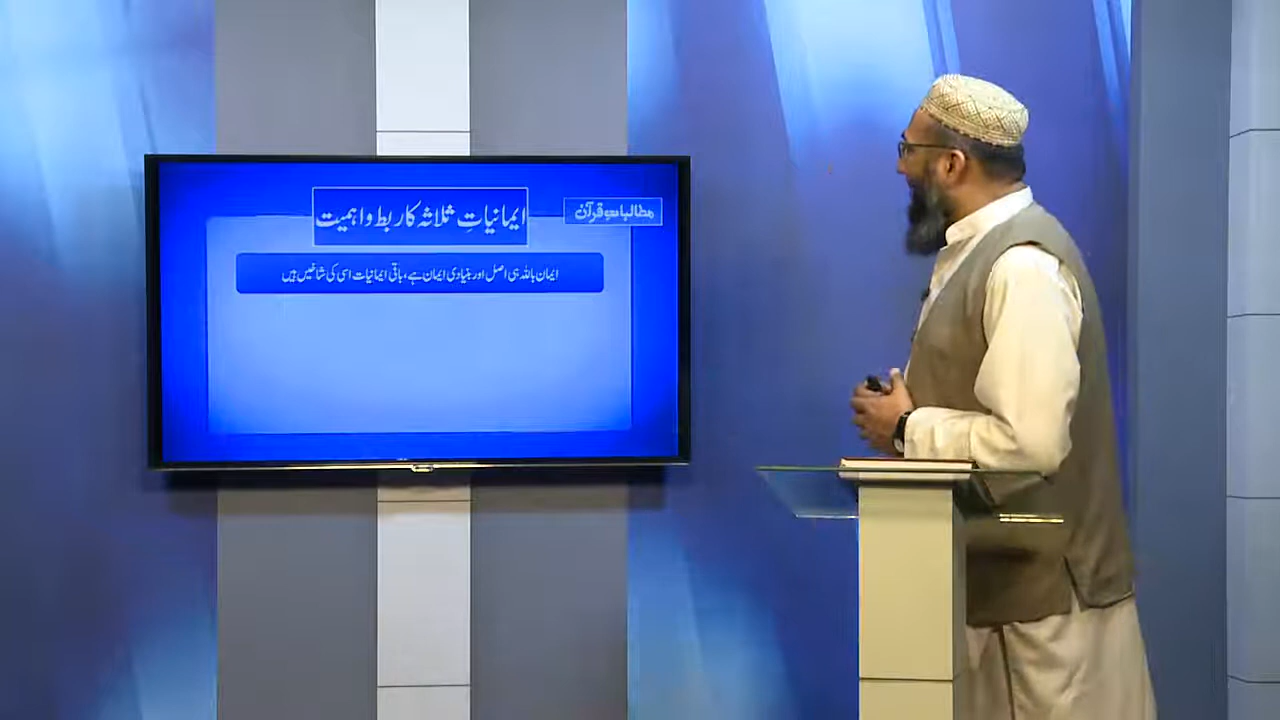 ایمانیاتِ ثلاثہ کا ربط و اہمیت
مطالباتِ قرآن
ایمان باللہ ہی اصل اور بنیادی ایمان ہے، باقی ایمانیات اسی کی شاخیں ہیں